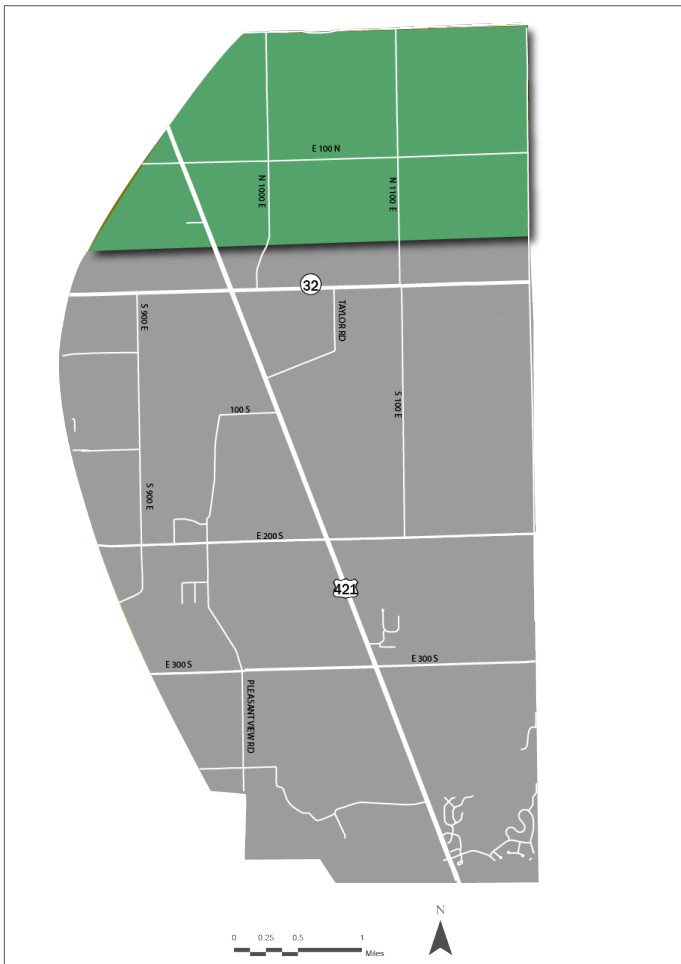 E 100 N
N 1000 E
N 1100 E
32
S 900 E
TAYLOR RD
100 S
S 100 E
S 900 E
E 200 S
421
E 300 S
E 300 S
PLEASANTVIEW RD
N
0 0.25 0.5 1
Miles